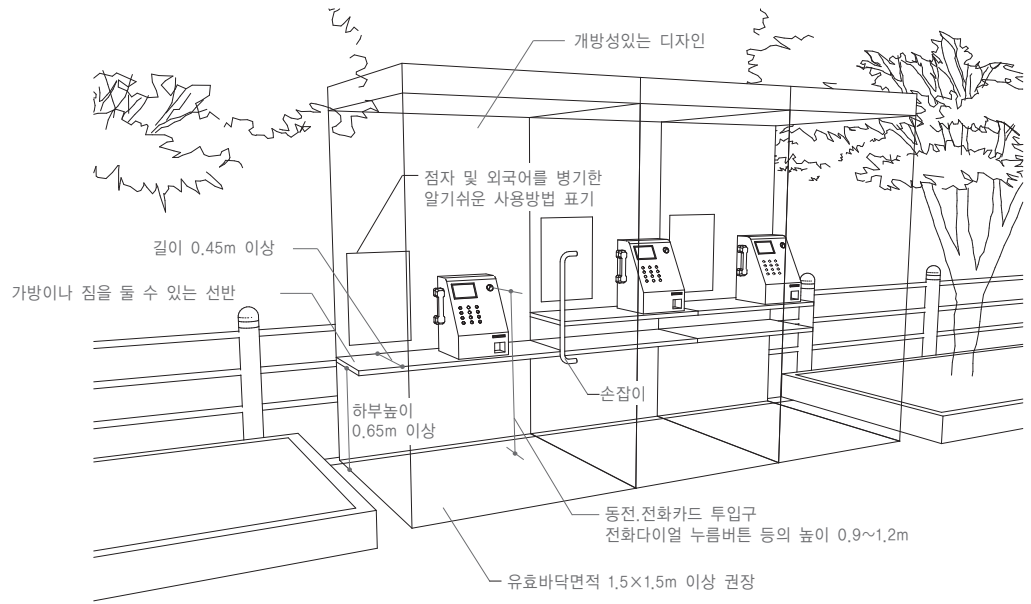 개방성있는 디자인
점자 및 외국어를 병기한
알기쉬운 사용방법 표기
길이 0.45m 이상
가방이나 짐을 둘 수 있는 선반
손잡이
하부높이
0.65m 이상
동전,전화카드 투입구
전화다이얼 누름버튼 등의 높이 0.9~1.2m
유효바닥면적 1.5×1.5m 이상 권장